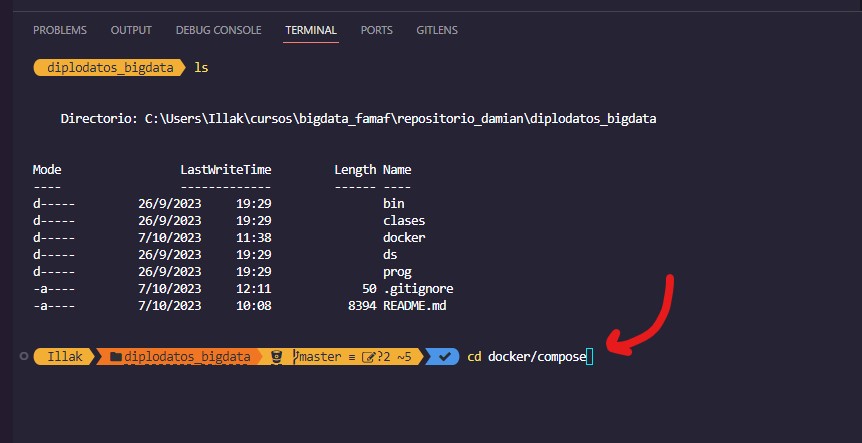 PROBLEMS OUTPUT DEBUG CONSOLE TERMINAL PORTS GITLENS
diplodatos_bigdata ls
Directorio: C:\Users\Illak\cursos\bigdata_famaf\repositorio_damian\diplodatos_bigdata
Mode LastWriteTime Length Name
---- ------------- ------ ----
d----- 26/9/2023 19:29 bin
d----- 26/9/2023 19:29 clases
d----- 7/10/2023 11:38 docker
d----- 26/9/2023 19:29 ds
d----- 26/9/2023 19:29 prog
-a---- 7/10/2023 12:11 50 .gitignore
-a---- 7/10/2023 10:08 8394 README.md
Illak diplodatos_bigdata master ≡ ?2 ~5 cd docker/compose